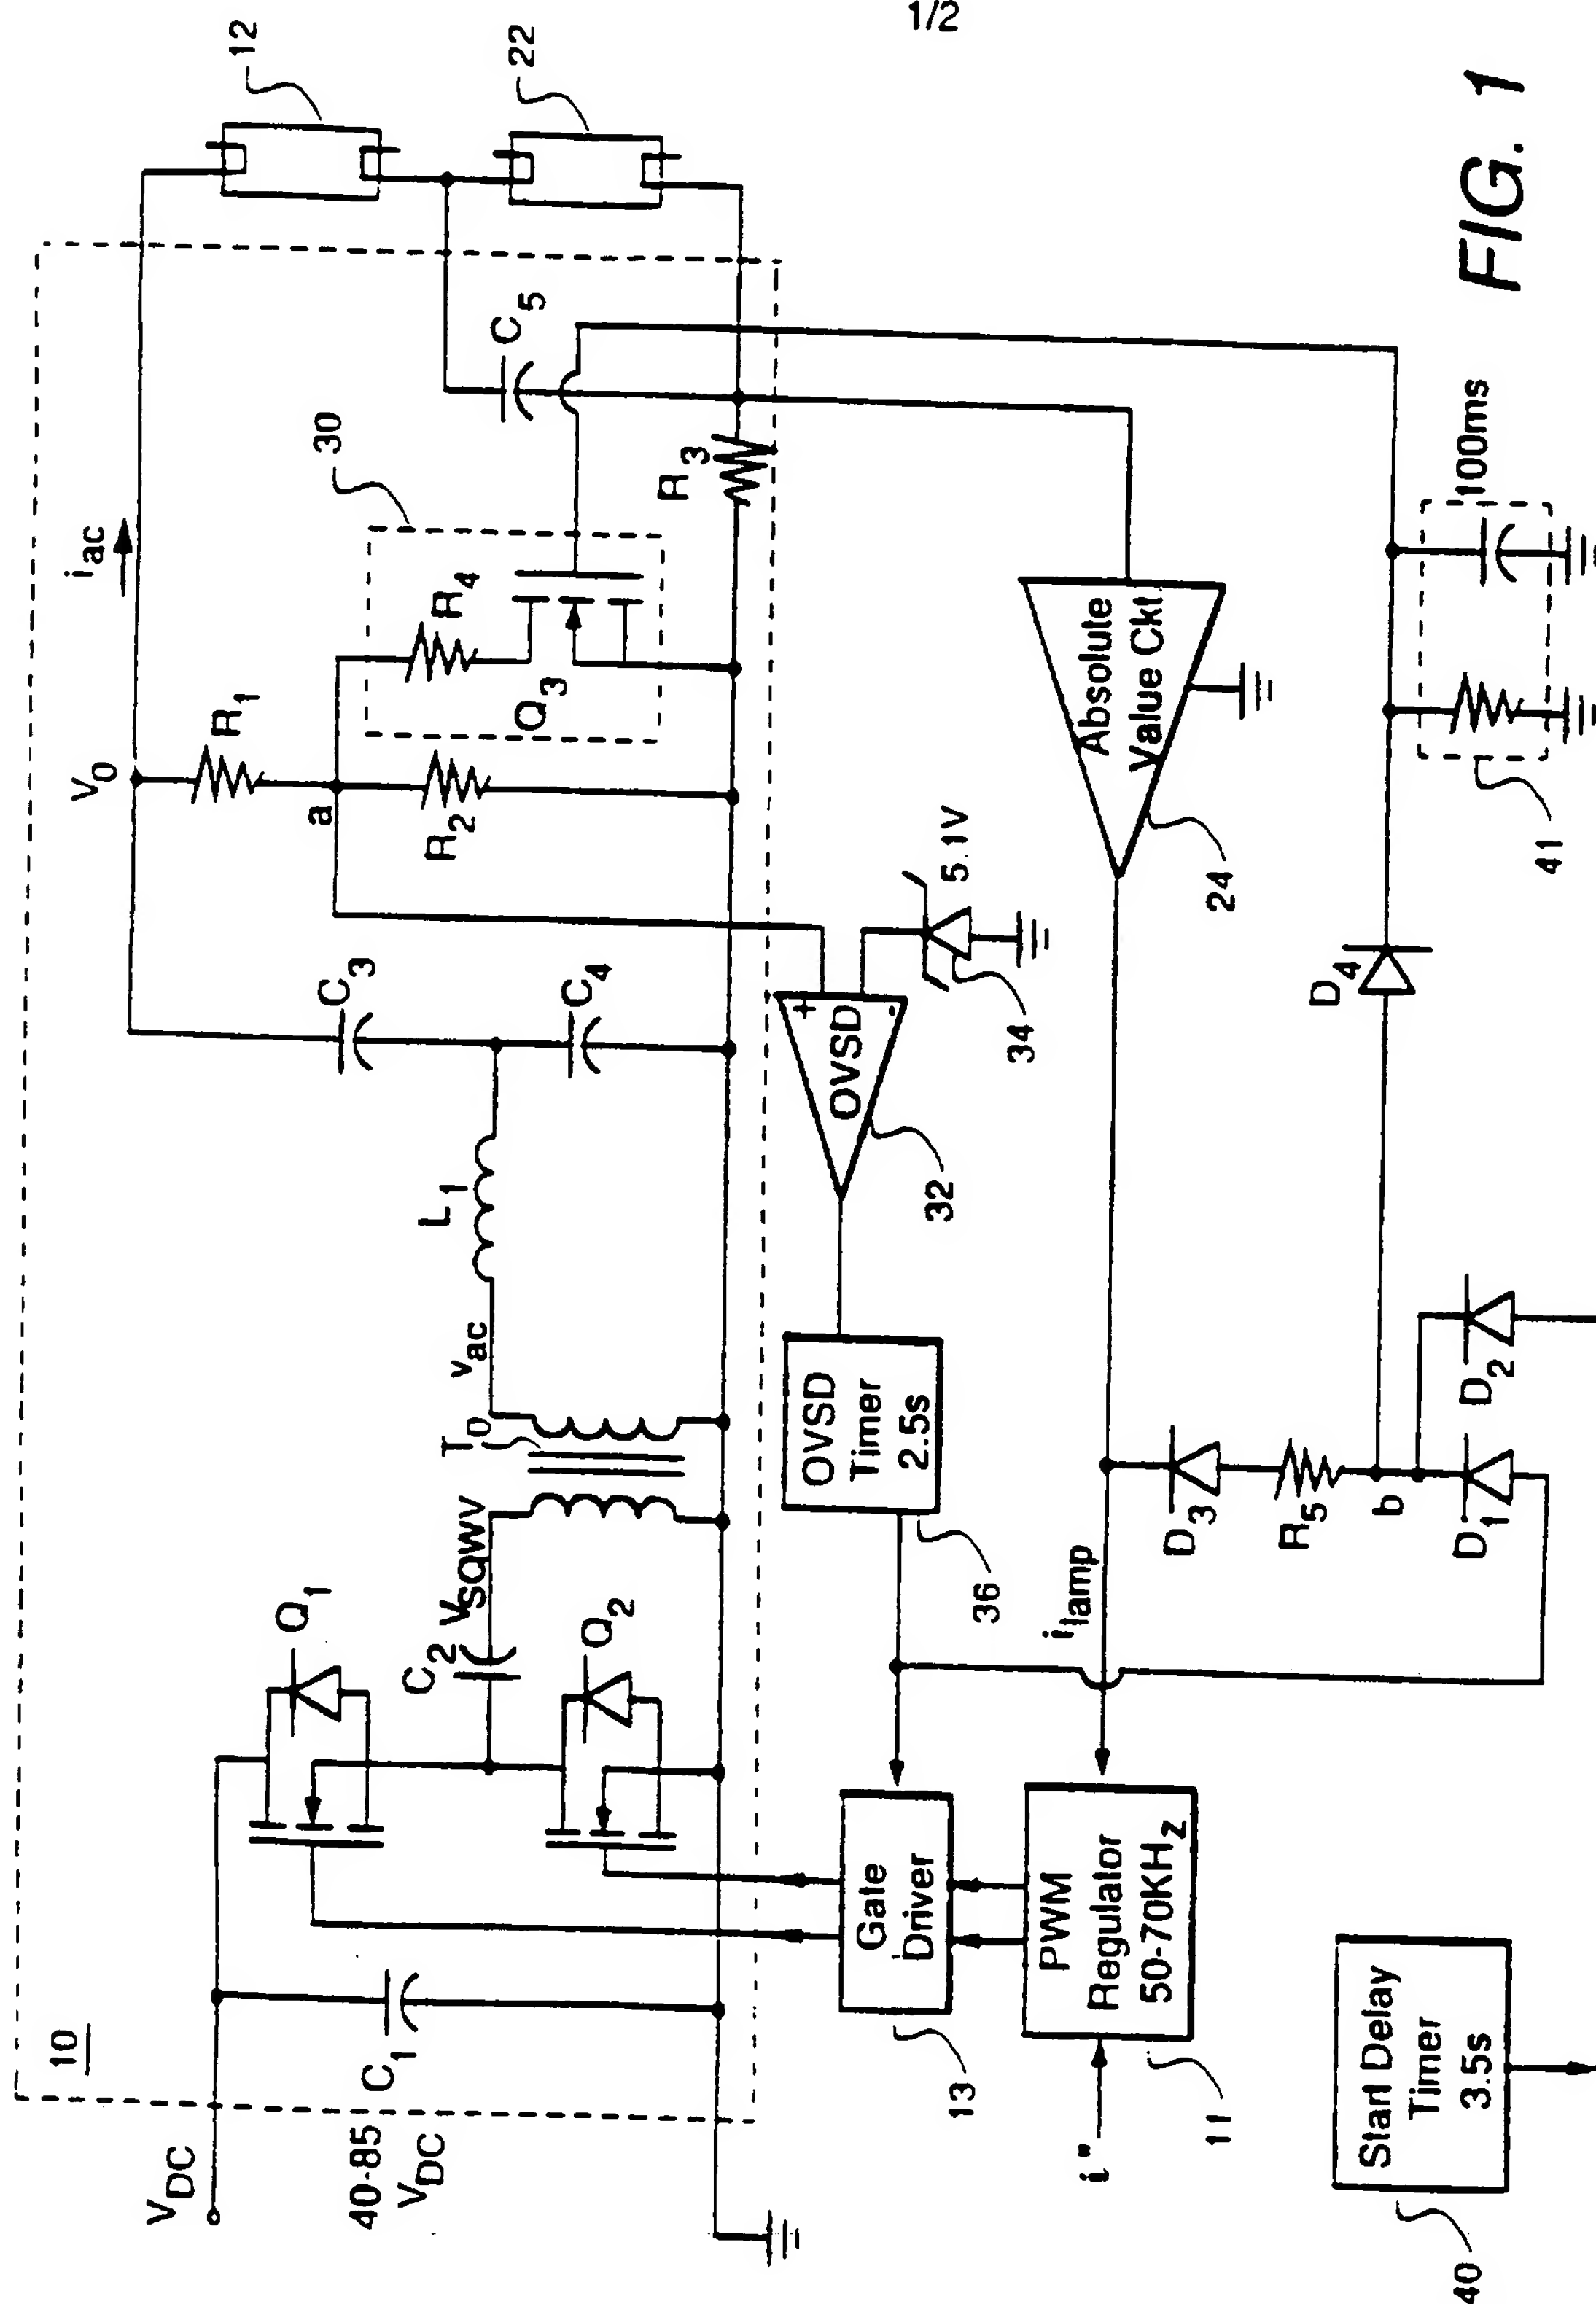 1/2
FIG. 1
10
V_DC
40-85
V_DC
C_1
Q_1
Q_2
C_2
V_SQWV
T_0
v_ac
L_1
C_3
C_4
V_0
a
R_1
R_2
i_ac
30
R_4
Q_3
R_3
C_5
12
22
OVSD
+
-
32
5.1V
34
OVSD
Timer
2.5s
36
Gate
Driver
13
PWM
Regulator
50-70KH_Z
11
i*
i_lamp
Absolute
Value Ckt.
24
D_3
R_5
b
D_1
D_2
D_4
100ms
41
Start Delay
Timer
3.5s
40